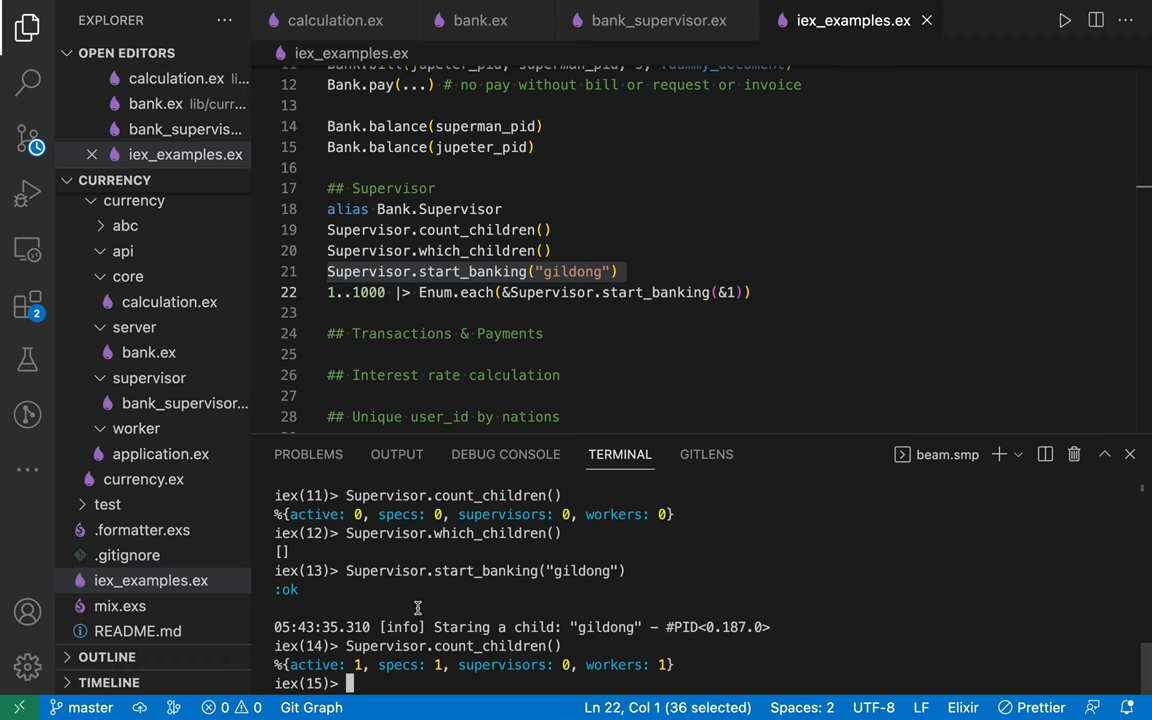 EXPLORER
OPEN EDITORS
calculation.ex li...
bank.ex lib/curr...
bank_supervis...
iex_examples.ex
CURRENCY
currency
abc
api
core
calculation.ex
server
bank.ex
supervisor
bank_supervisor...
worker
application.ex
currency.ex
test
.formatter.exs
.gitignore
iex_examples.ex
mix.exs
README.md
OUTLINE
TIMELINE
2
calculation.ex
bank.ex
bank_supervisor.ex
iex_examples.ex
iex_examples.ex
12 Bank.pay(...) # no pay without bill or request or invoice
13
14 Bank.balance(superman_pid)
15 Bank.balance(jupeter_pid)
16
17 ## Supervisor
18 alias Bank.Supervisor
19 Supervisor.count_children()
20 Supervisor.which_children()
21 Supervisor.start_banking("gildong")
22 1..1000 |> Enum.each(&Supervisor.start_banking(&1))
23
24 ## Transactions & Payments
25
26 ## Interest rate calculation
27
28 ## Unique user_id by nations
PROBLEMS OUTPUT DEBUG CONSOLE TERMINAL GITLENS beam.smp
iex(11)> Supervisor.count_children()
%{active: 0, specs: 0, supervisors: 0, workers: 0}
iex(12)> Supervisor.which_children()
[]
iex(13)> Supervisor.start_banking("gildong")
:ok
05:43:35.310 [info] Staring a child: "gildong" – #PID<0.187.0>
iex(14)> Supervisor.count_children()
%{active: 1, specs: 1, supervisors: 0, workers: 1}
iex(15)>
master 0 0 Git Graph Ln 22, Col 1 (36 selected) Spaces: 2 UTF-8 LF Elixir Prettier